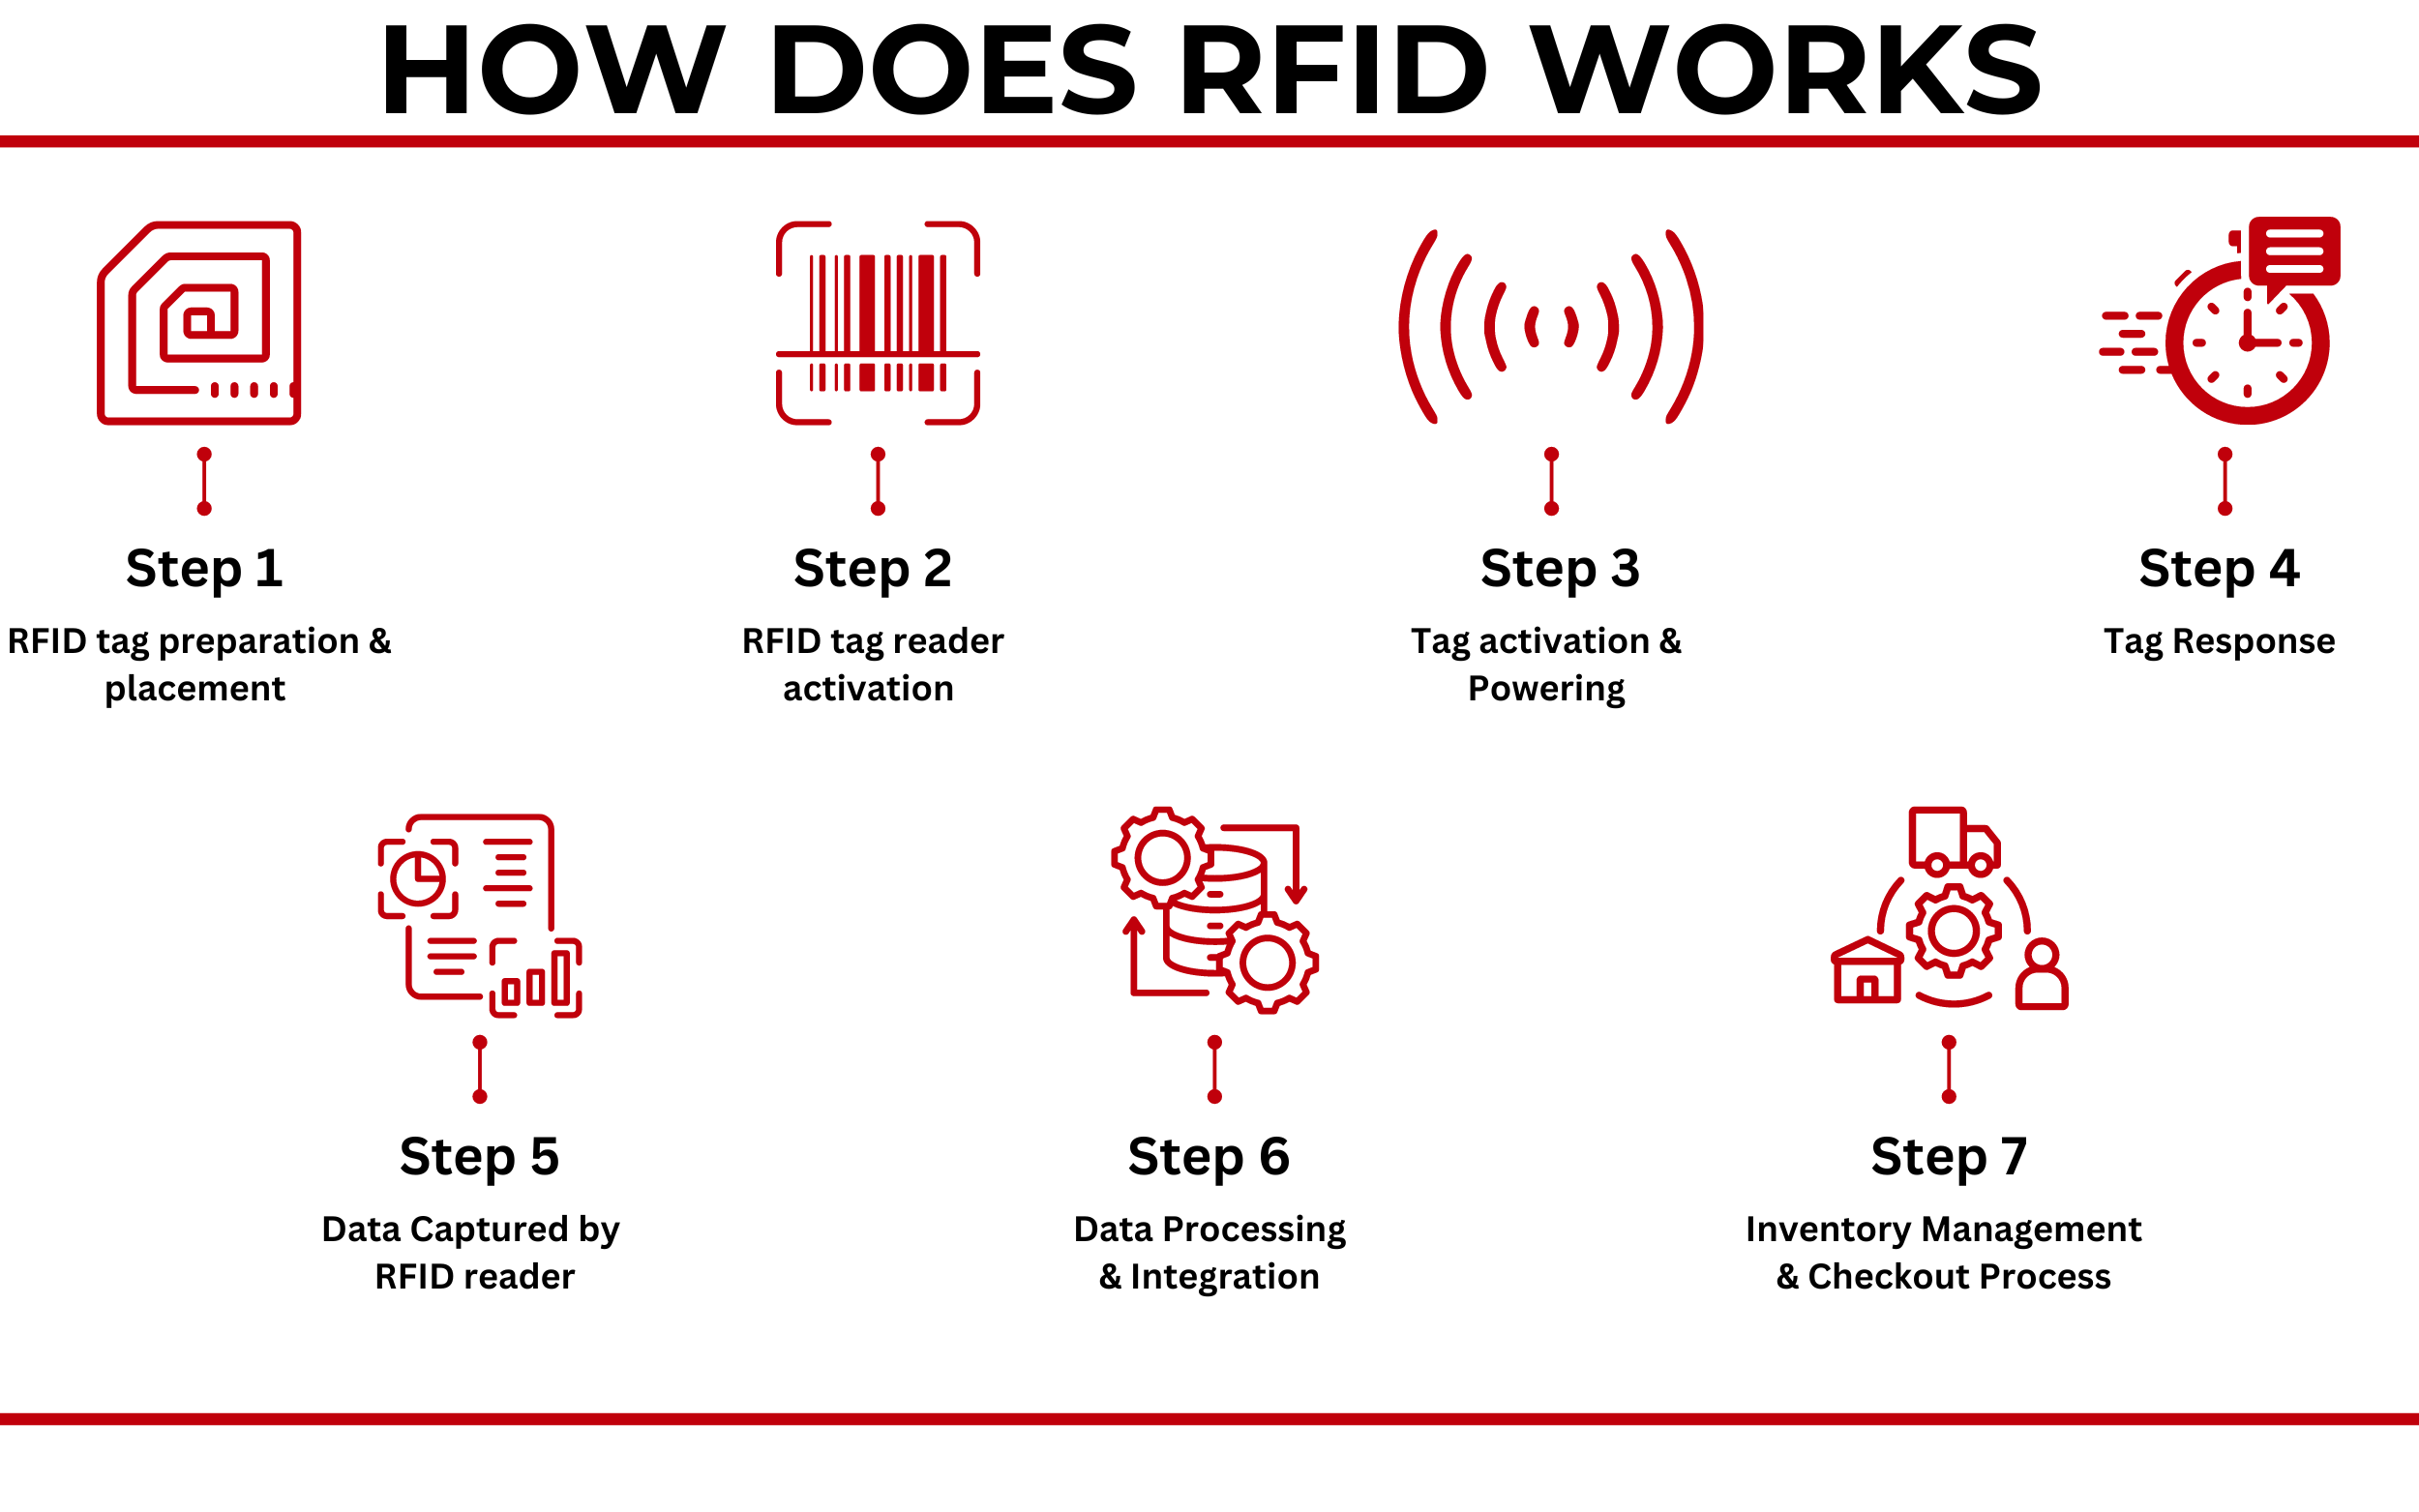 HOW DOES RFID WORKS
Step 1
RFID tag preparation &
placement
Step 2
RFID tag reader
activation
Step 3
Tag activation &
Powering
Step 4
Tag Response
Step 5
Data Captured by
RFID reader
Step 6
Data Processing
& Integration
Step 7
Inventory Management
& Checkout Process